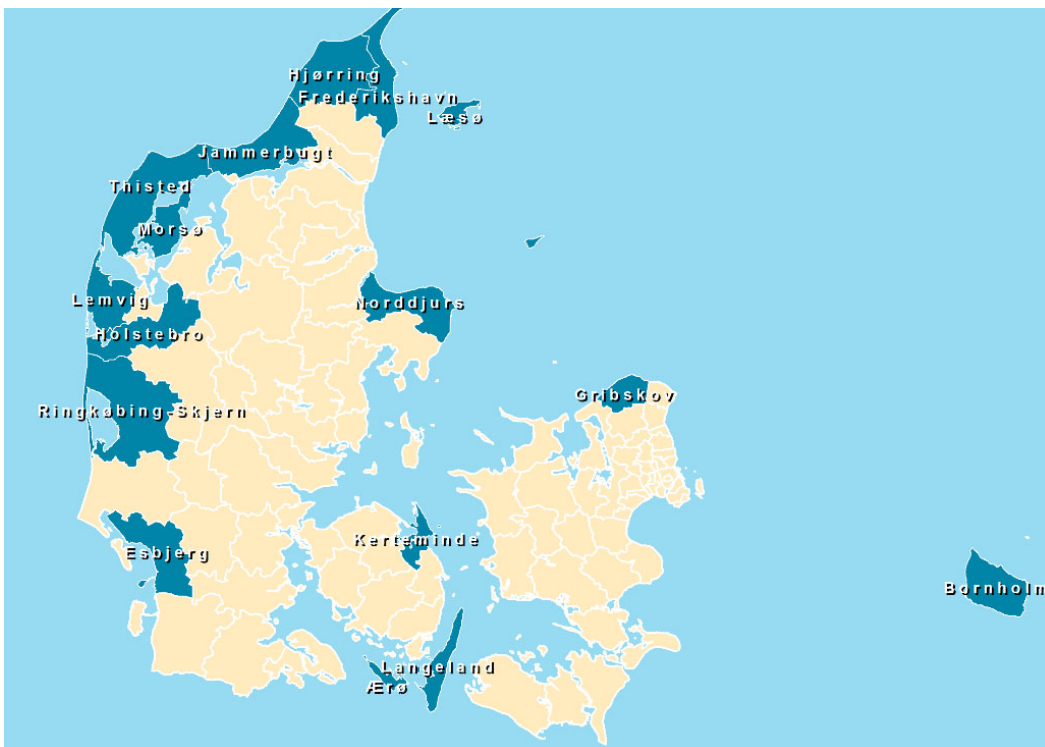 Hjørring
Frederikshavn
Læsø
Jammerbugt
Thisted
Morsø
Lemvig
Norddjurs
Holstebro
Gribskov
Ringkøbing-Skjern
Kerteminde
Esbjerg
Bornholm
Langeland
Ærø